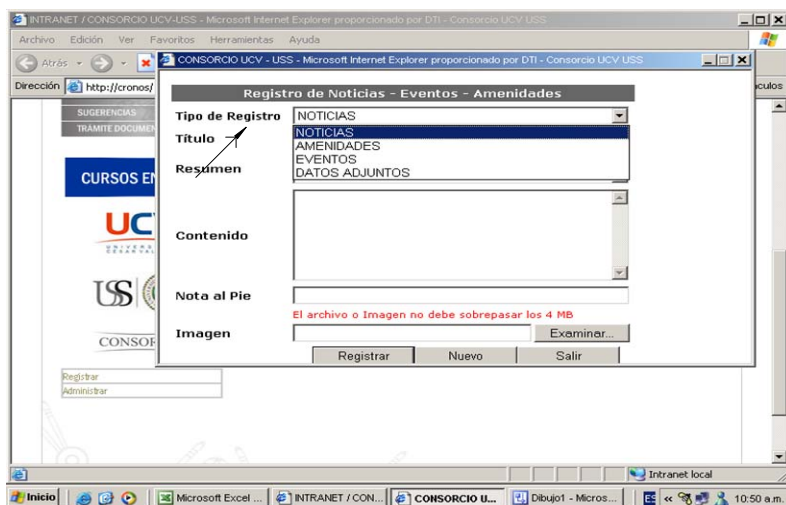 INTRANET / CONSORCIO UCV-USS - Microsoft Internet Explorer proporcionado por DTI - Consorcio UCV USS
Archivo Edición Ver Favoritos Herramientas Ayuda
Atrás
Dirección http://cronos/
CONSORCIO UCV - USS - Microsoft Internet Explorer proporcionado por DTI - Consorcio UCV USS
Registro de Noticias - Eventos - Amenidades
Tipo de Registro NOTICIAS
NOTICIAS
AMENIDADES
EVENTOS
DATOS ADJUNTOS
Título
Resumen
Contenido
Nota al Pie
El archivo o Imagen no debe sobrepasar los 4 MB
Imagen Examinar...
Registrar Nuevo Salir
SUGERENCIAS
TRAMITE DOCUMEN
CURSOS EN
UC
USS
CONSOR
Registrar
Administrar
Intranet local
Inicio Microsoft Excel ... INTRANET / CON... CONSORCIO U... Dibujo1 - Micros... ES « 10:50 a.m.